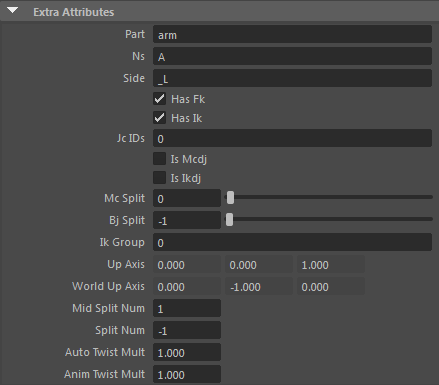 Extra Attributes
Part arm
Ns A
Side _L
Has Fk
Has Ik
Jc IDs 0
Is Mcdj
Is Ikdj
Mc Split 0
Bj Split -1
Ik Group 0
Up Axis 0.000 0.000 1.000
World Up Axis 0.000 -1.000 0.000
Mid Split Num 1
Split Num -1
Auto Twist Mult 1.000
Anim Twist Mult 1.000